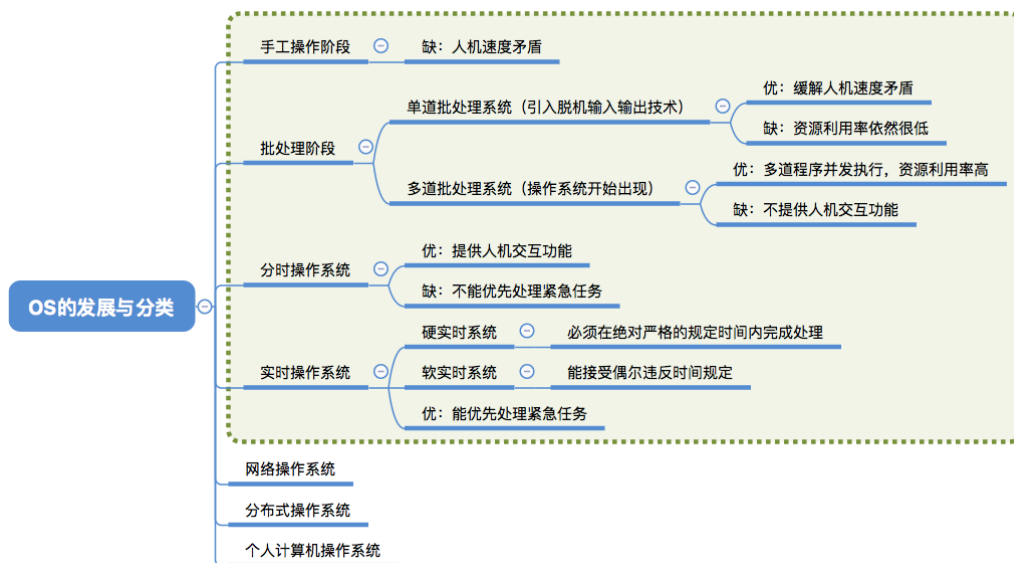 手工操作阶段
缺：人机速度矛盾
批处理阶段
单道批处理系统（引入脱机输入输出技术）
优：缓解人机速度矛盾
缺：资源利用率依然很低
多道批处理系统（操作系统开始出现）
优：多道程序并发执行，资源利用率高
缺：不提供人机交互功能
OS的发展与分类
分时操作系统
优：提供人机交互功能
缺：不能优先处理紧急任务
实时操作系统
硬实时系统
必须在绝对严格的规定时间内完成处理
软实时系统
能接受偶尔违反时间规定
优：能优先处理紧急任务
网络操作系统
分布式操作系统
个人计算机操作系统